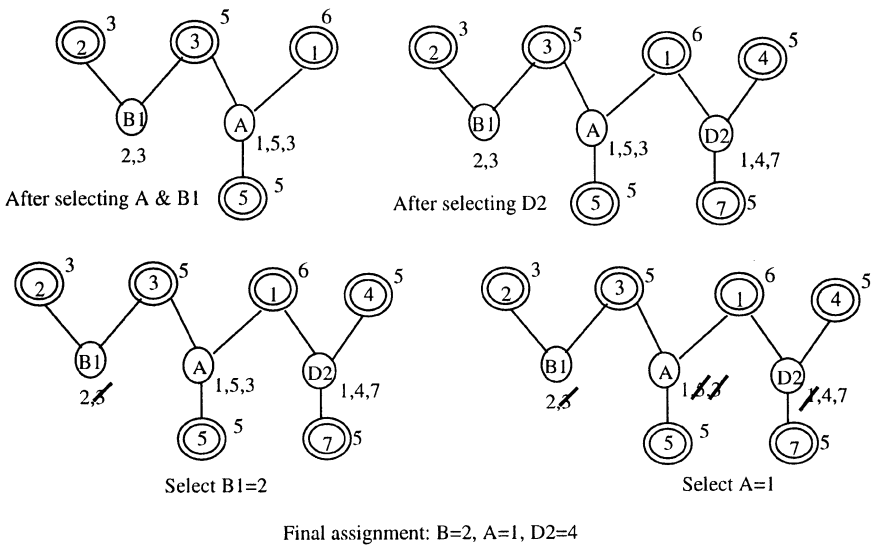 3 5 6 3 5 6 5
2 3 1 2 3 1 4
B1 A B1 A D2
2,3 1,5,3 2,3 1,5,3 1,4,7
5 5 5 5 7 5
After selecting A & B1 After selecting D2
3 5 6 5 3 5 6 5
2 3 1 4 2 3 1 4
B1 A D2 B1 A D2
2,3 1,5,3 1,4,7 2,3 1,5,3 1,4,7
5 5 7 5 5 5 7 5
Select B1=2 Select A=1
Final assignment: B=2, A=1, D2=4